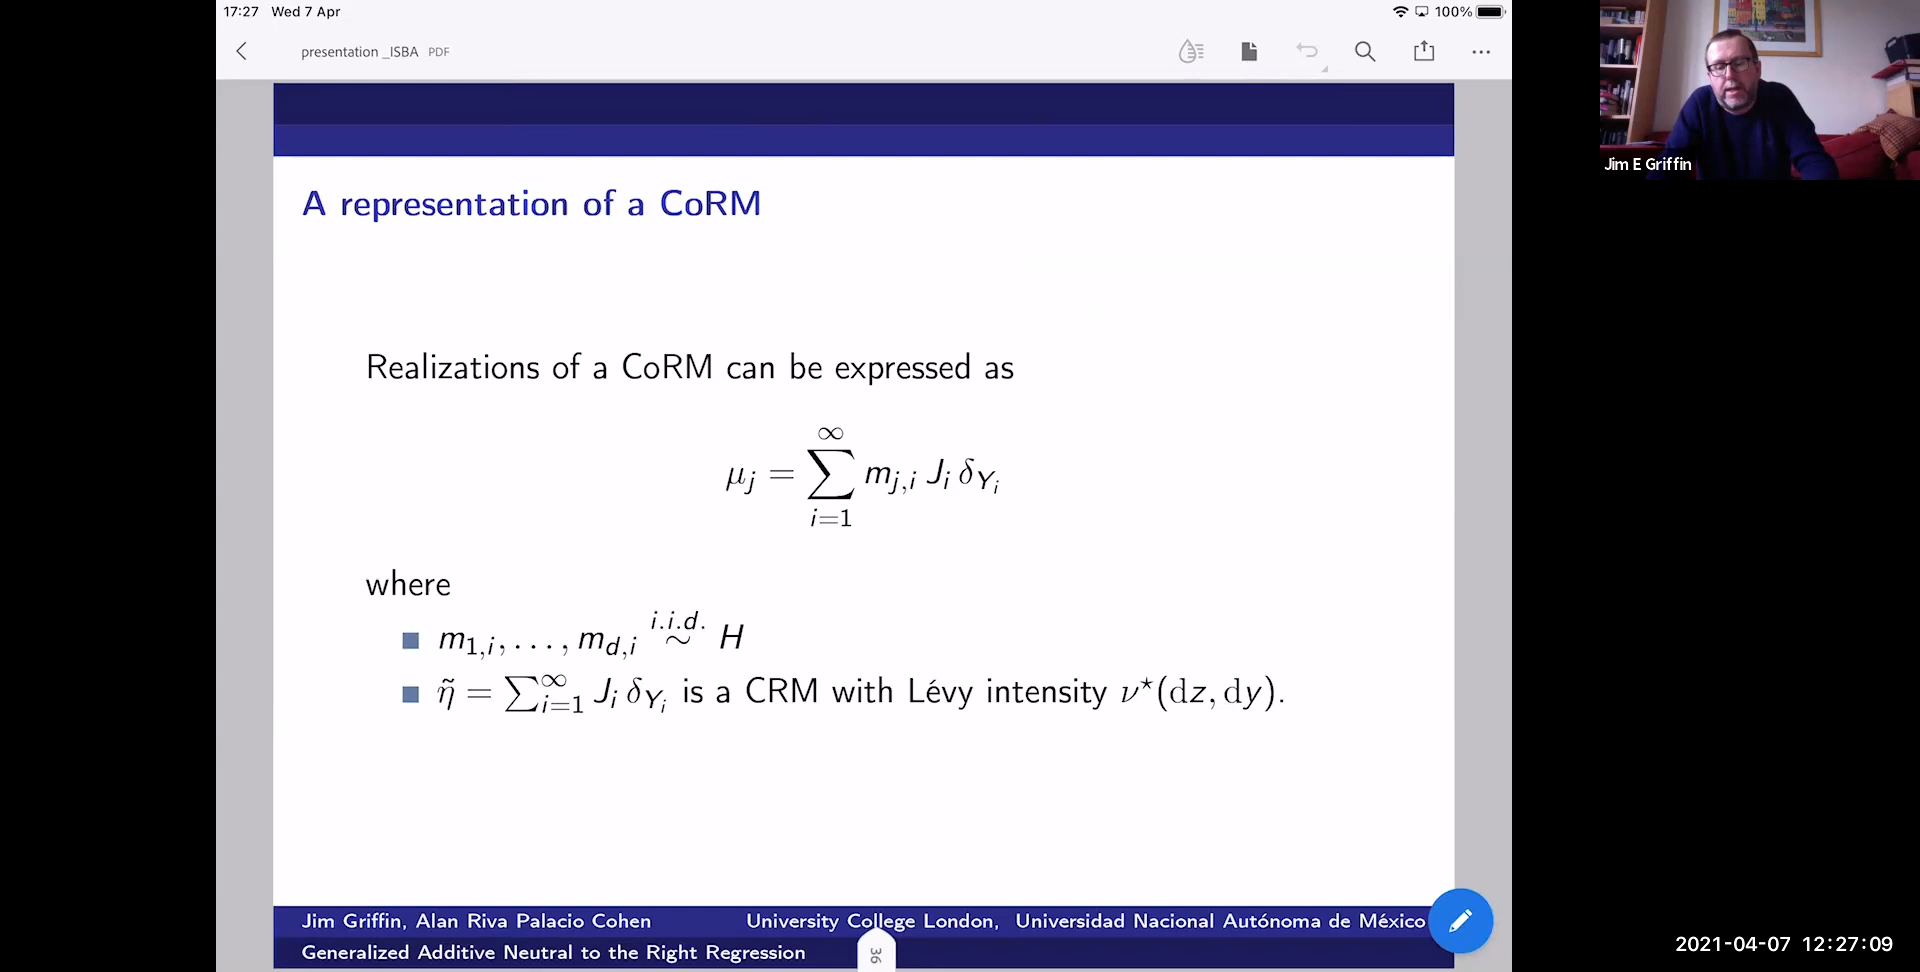 17:27 Wed 7 Apr
100%
presentation _ISBA PDF
A representation of a CoRM
Realizations of a CoRM can be expressed as
μ_j = ∑_{i=1}^{∞} m_{j,i} J_i δ_{Y_i}
where
m_{1,i}, . . . , m_{d,i} i.i.d. ∼ H
η̃ = ∑_{i=1}^{∞} J_i δ_{Y_i} is a CRM with Lévy intensity ν*(dz, dy).
Jim Griffin, Alan Riva Palacio Cohen University College London, Universidad Nacional Autónoma de México
Generalized Additive Neutral to the Right Regression
36
Jim E Griffin
2021-04-07 12:27:09